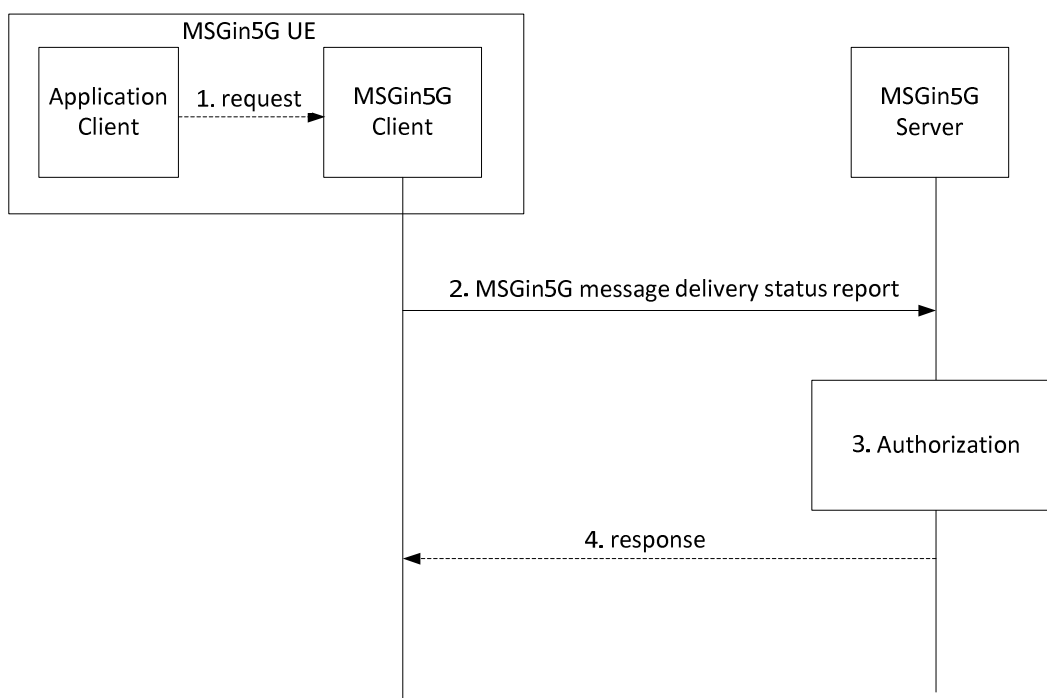 MSGin5G UE
Application
Client
1. request
MSGin5G
Client
MSGin5G
Server
2. MSGin5G message delivery status report
3. Authorization
4. response